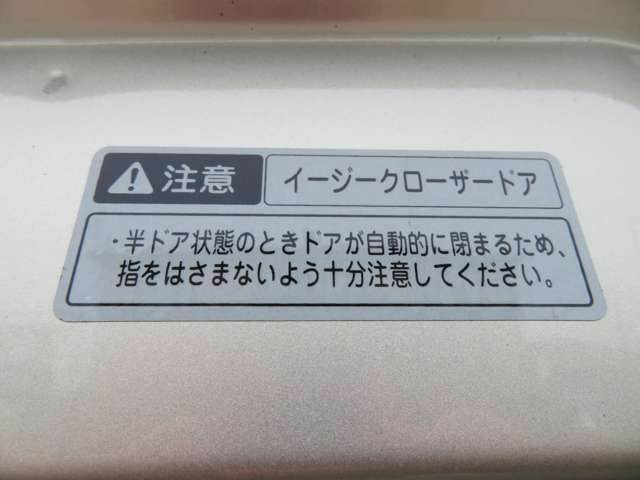 注意
イージークローザードア
・半ドア状態のときドアが自動的に閉まるため、
指をはさまないよう十分注意してください。